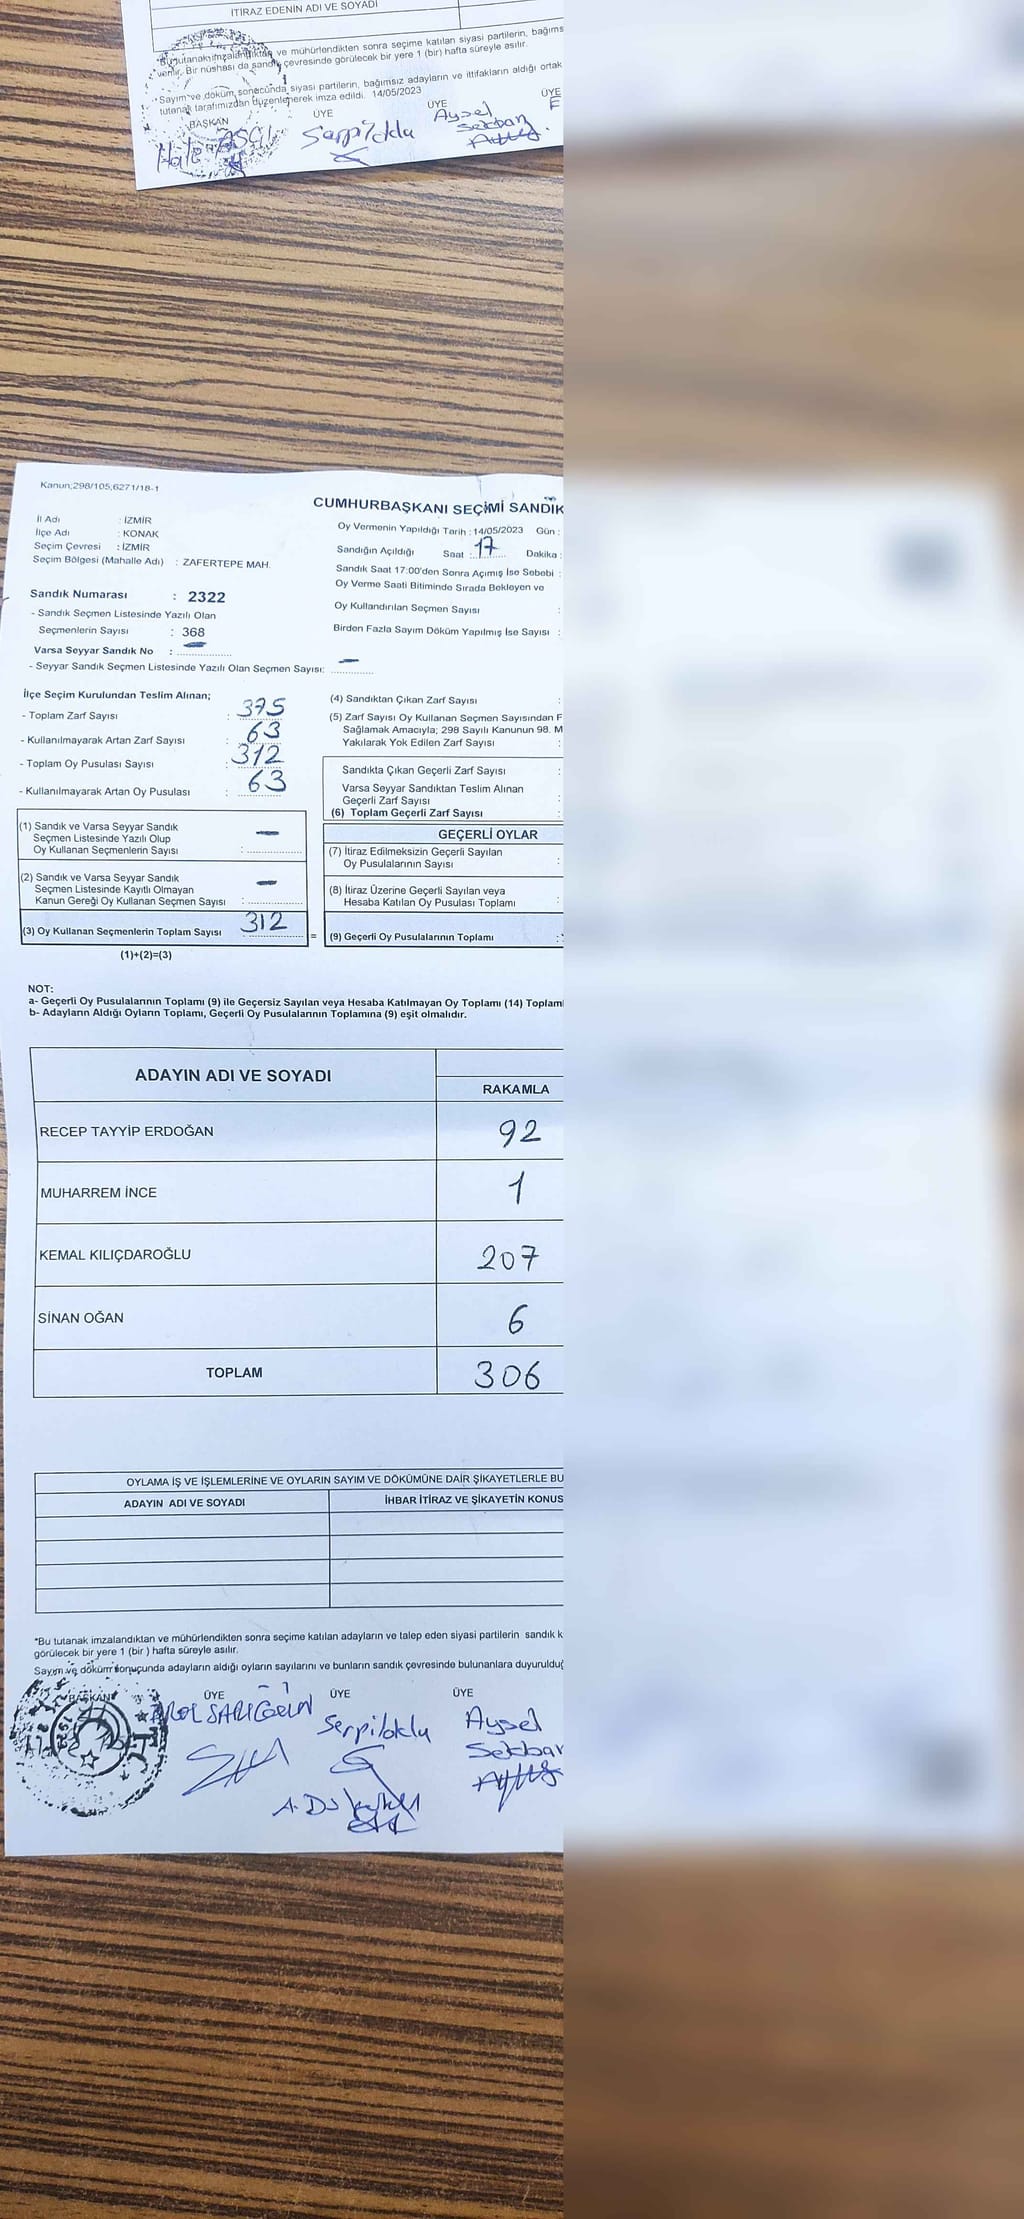 İTİRAZ EDENİN ADI VE SOYADI
*Bu tutanak imzalandıktan ve mühürlendikten sonra seçime katılan siyasi partilerin, bağıms
verilir. Bir nüshası da sandık çevresinde görülecek bir yere 1 (bir) hafta süreyle asılır.
Sayım ve döküm sonucunda siyasi partilerin, bağımsız adayların ve ittifakların aldığı ortak
tutanak tarafımızdan düzenlenerek imza edildi. 14/05/2023
BAŞKAN ÜYE ÜYE ÜYE
Hale AŞÇI Serpil oklu Aysel Sekban E
Kanun;298/105,6271/18-1
CUMHURBAŞKANI SEÇİMİ SANDIK
İl Adı : İZMİR
İlçe Adı : KONAK
Seçim Çevresi : İZMİR
Seçim Bölgesi (Mahalle Adı) : ZAFERTEPE MAH.
Oy Vermenin Yapıldığı Tarih : 14/05/2023 Gün :
Sandığın Açıldığı Saat : 17 Dakika :
Sandık Saat 17:00'den Sonra Açımış İse Sebebi :
Oy Verme Saati Bitiminde Sırada Bekleyen ve
Oy Kullandırılan Seçmen Sayısı :
Birden Fazla Sayım Döküm Yapılmış İse Sayısı :
Sandık Numarası : 2322
- Sandık Seçmen Listesinde Yazılı Olan
Seçmenlerin Sayısı : 368
Varsa Seyyar Sandık No : —
- Seyyar Sandık Seçmen Listesinde Yazılı Olan Seçmen Sayısı: —
İlçe Seçim Kurulundan Teslim Alınan;
- Toplam Zarf Sayısı : 375
- Kullanılmayarak Artan Zarf Sayısı : 63
- Toplam Oy Pusulası Sayısı : 312
- Kullanılmayarak Artan Oy Pusulası : 63
(4) Sandıktan Çıkan Zarf Sayısı :
(5) Zarf Sayısı Oy Kullanan Seçmen Sayısından F
Sağlamak Amacıyla; 298 Sayılı Kanunun 98. M
Yakılarak Yok Edilen Zarf Sayısı :
Sandıkta Çıkan Geçerli Zarf Sayısı :
Varsa Seyyar Sandıktan Teslim Alınan
Geçerli Zarf Sayısı :
(6) Toplam Geçerli Zarf Sayısı :
(1) Sandık ve Varsa Seyyar Sandık
Seçmen Listesinde Yazılı Olup
Oy Kullanan Seçmenlerin Sayısı : —
(2) Sandık ve Varsa Seyyar Sandık
Seçmen Listesinde Kayıtlı Olmayan
Kanun Gereği Oy Kullanan Seçmen Sayısı : —
(3) Oy Kullanan Seçmenlerin Toplam Sayısı : 312 =
(1)+(2)=(3)
GEÇERLİ OYLAR
(7) İtiraz Edilmeksizin Geçerli Sayılan
Oy Pusulalarının Sayısı :
(8) İtiraz Üzerine Geçerli Sayılan veya
Hesaba Katılan Oy Pusulası Toplamı :
(9) Geçerli Oy Pusulalarının Toplamı :
NOT:
a- Geçerli Oy Pusulalarının Toplamı (9) ile Geçersiz Sayılan veya Hesaba Katılmayan Oy Toplamı (14) Toplam
b- Adayların Aldığı Oyların Toplamı, Geçerli Oy Pusulalarının Toplamına (9) eşit olmalıdır.
ADAYIN ADI VE SOYADI RAKAMLA
RECEP TAYYİP ERDOĞAN 92
MUHARREM İNCE 1
KEMAL KILIÇDAROĞLU 207
SİNAN OĞAN 6
TOPLAM 306
OYLAMA İŞ VE İŞLEMLERİNE VE OYLARIN SAYIM VE DÖKÜMÜNE DAİR ŞİKAYETLERLE BU
ADAYIN ADI VE SOYADI İHBAR İTİRAZ VE ŞİKAYETİN KONUS
*Bu tutanak imzalandıktan ve mühürlendikten sonra seçime katılan adayların ve talep eden siyasi partilerin sandık k
görülecek bir yere 1 (bir ) hafta süreyle asılır.
Sayım ve döküm sonuçunda adayların aldığı oyların sayılarını ve bunların sandık çevresinde bulunanlara duyurulduğ
BAŞKAN ÜYE ÜYE ÜYE
SARIGELİN Serpil oklu Aysel
Sekban